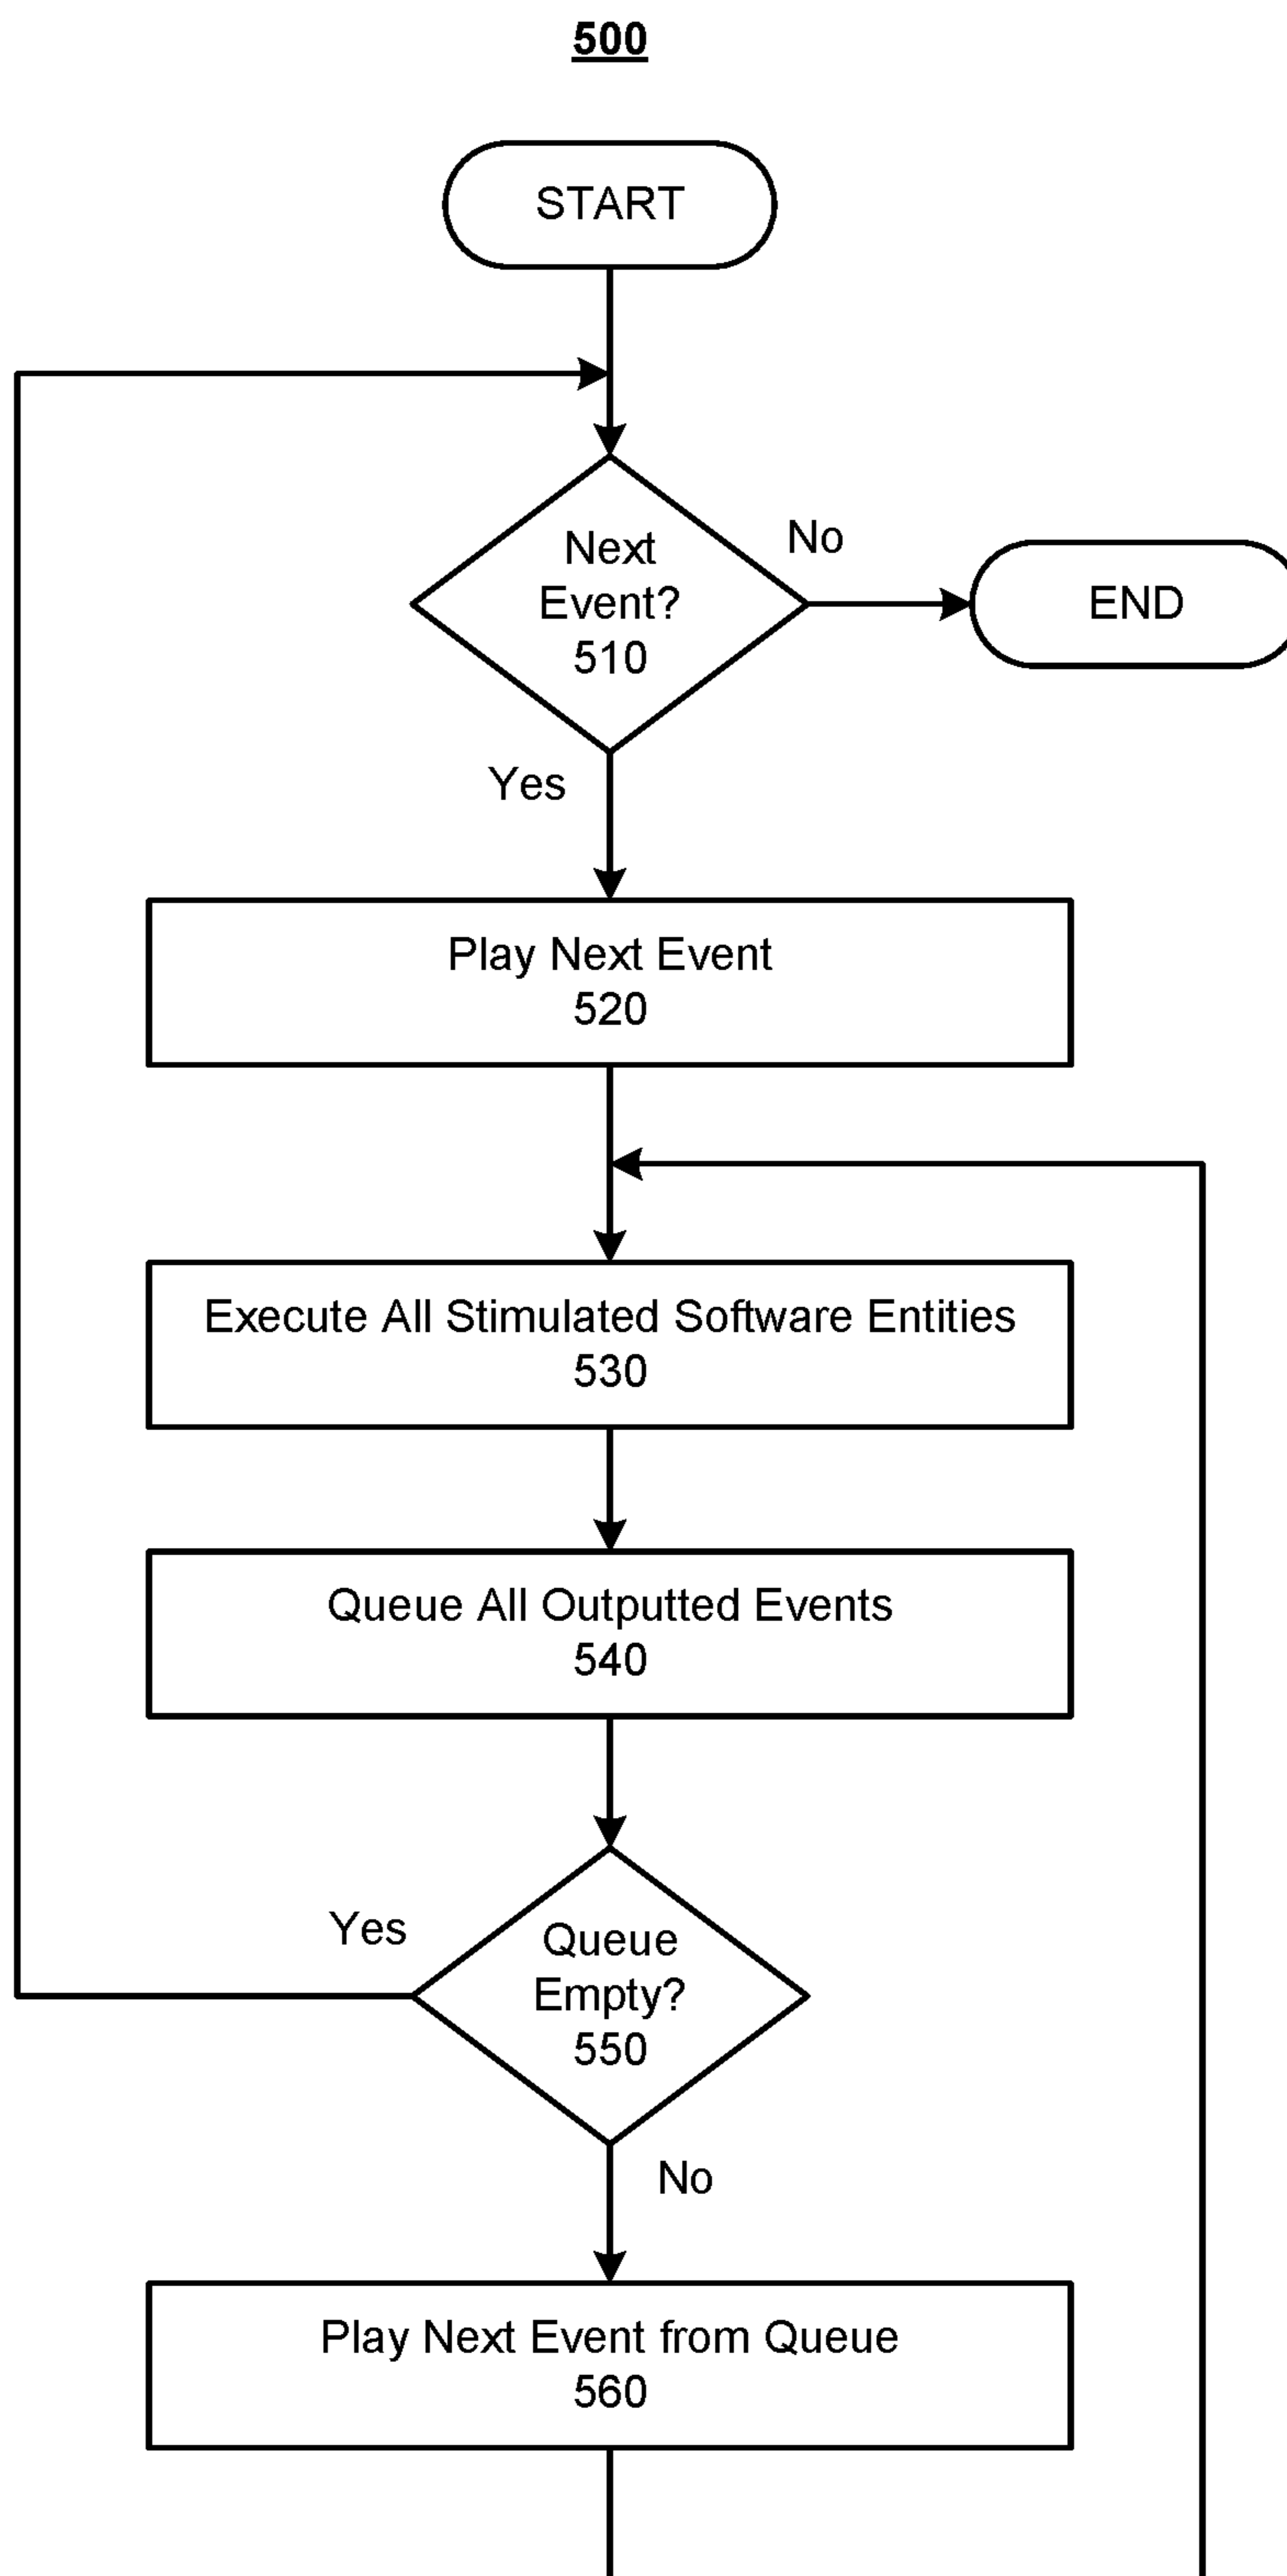 500
START
Next
Event?
510
No
END
Yes
Play Next Event
520
Execute All Stimulated Software Entities
530
Queue All Outputted Events
540
Yes
Queue
Empty?
550
No
Play Next Event from Queue
560